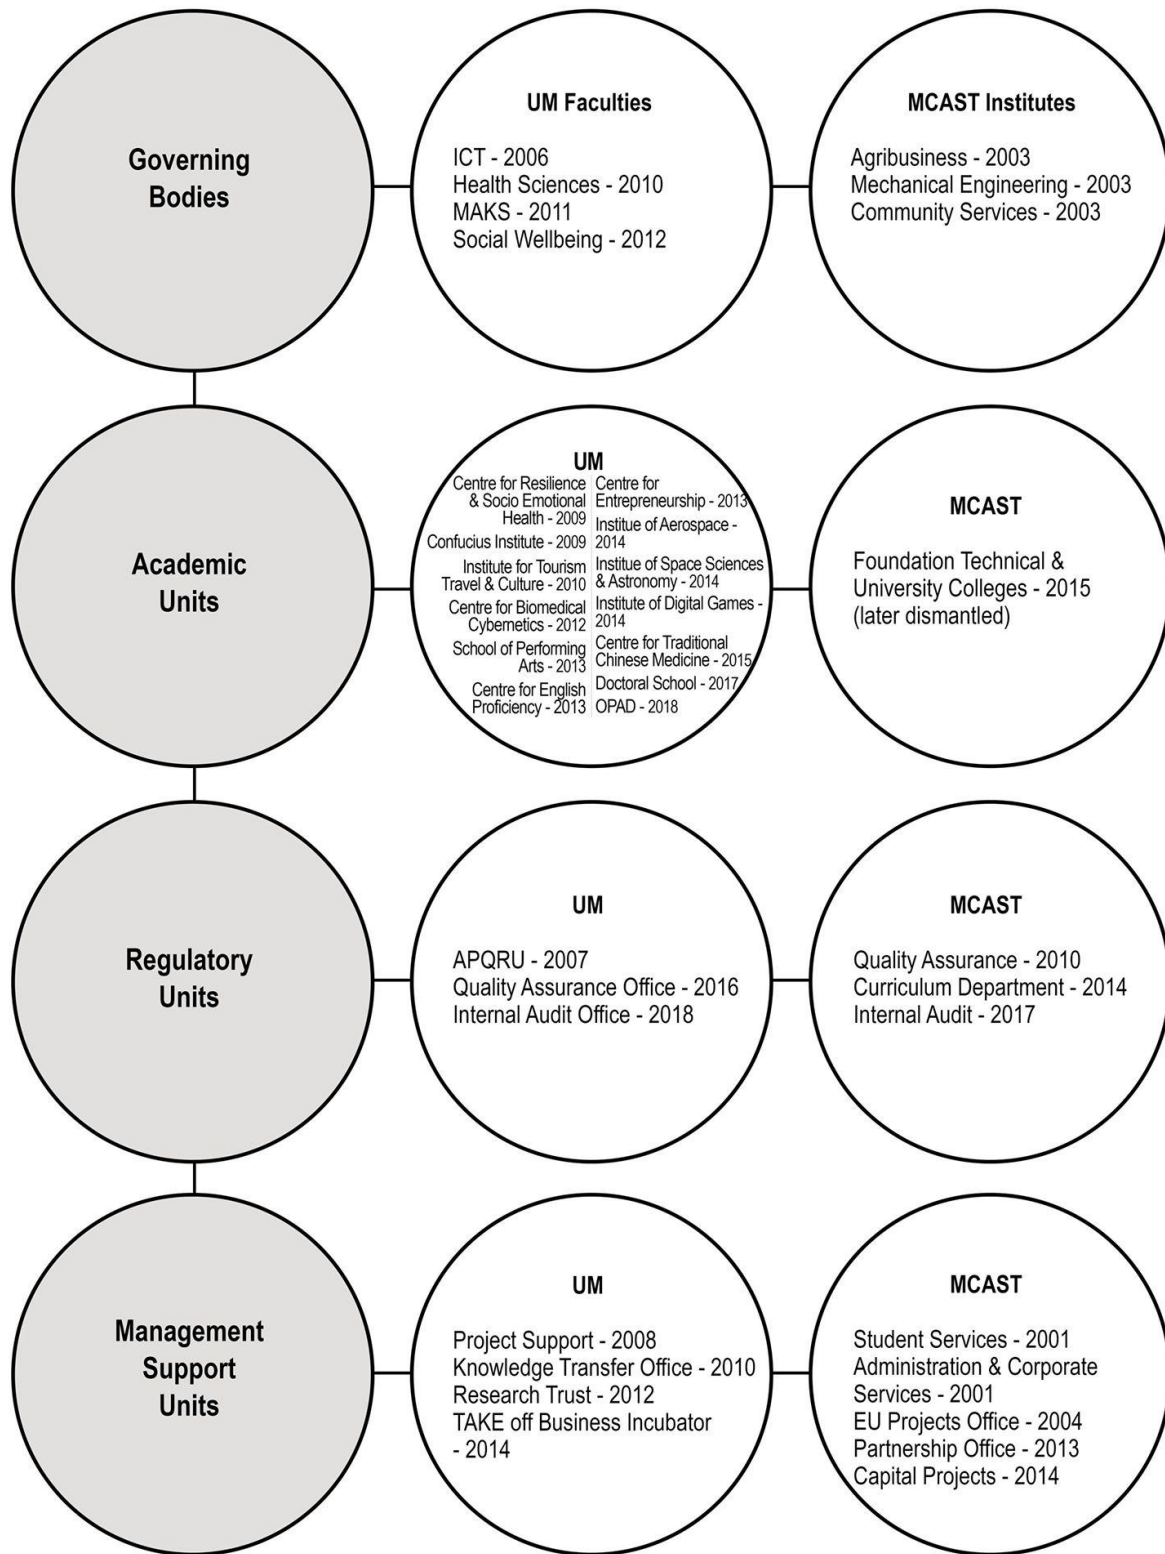 Governing
Bodies
UM Faculties
ICT - 2006
Health Sciences - 2010
MAKS - 2011
Social Wellbeing - 2012
MCAST Institutes
Agribusiness - 2003
Mechanical Engineering - 2003
Community Services - 2003
Academic
Units
UM
Centre for Resilience
& Socio Emotional
Health - 2009
Confucius Institute - 2009
Institute for Tourism
Travel & Culture - 2010
Centre for Biomedical
Cybernetics - 2012
School of Performing
Arts - 2013
Centre for English
Proficiency - 2013
Centre for
Entrepreneurship - 2013
Institue of Aerospace -
2014
Institue of Space Sciences
& Astronomy - 2014
Institute of Digital Games -
2014
Centre for Traditional
Chinese Medicine - 2015
Doctoral School - 2017
OPAD - 2018
MCAST
Foundation Technical &
University Colleges - 2015
(later dismantled)
Regulatory
Units
UM
APQRU - 2007
Quality Assurance Office - 2016
Internal Audit Office - 2018
MCAST
Quality Assurance - 2010
Curriculum Department - 2014
Internal Audit - 2017
Management
Support
Units
UM
Project Support - 2008
Knowledge Transfer Office - 2010
Research Trust - 2012
TAKE off Business Incubator
- 2014
MCAST
Student Services - 2001
Administration & Corporate
Services - 2001
EU Projects Office - 2004
Partnership Office - 2013
Capital Projects - 2014